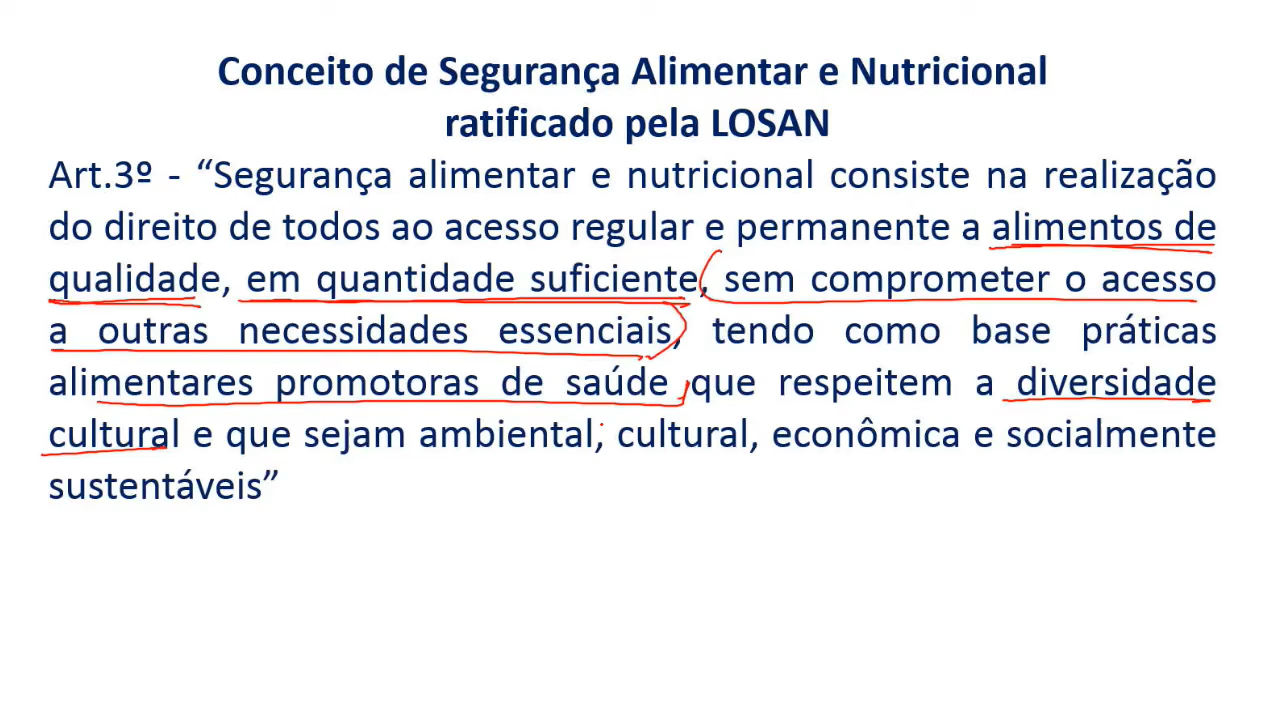 Conceito de Segurança Alimentar e Nutricional
ratificado pela LOSAN
Art.3º - “Segurança alimentar e nutricional consiste na realização
do direito de todos ao acesso regular e permanente a alimentos de
qualidade, em quantidade suficiente, sem comprometer o acesso
a outras necessidades essenciais, tendo como base práticas
alimentares promotoras de saúde que respeitem a diversidade
cultural e que sejam ambiental, cultural, econômica e socialmente
sustentáveis”